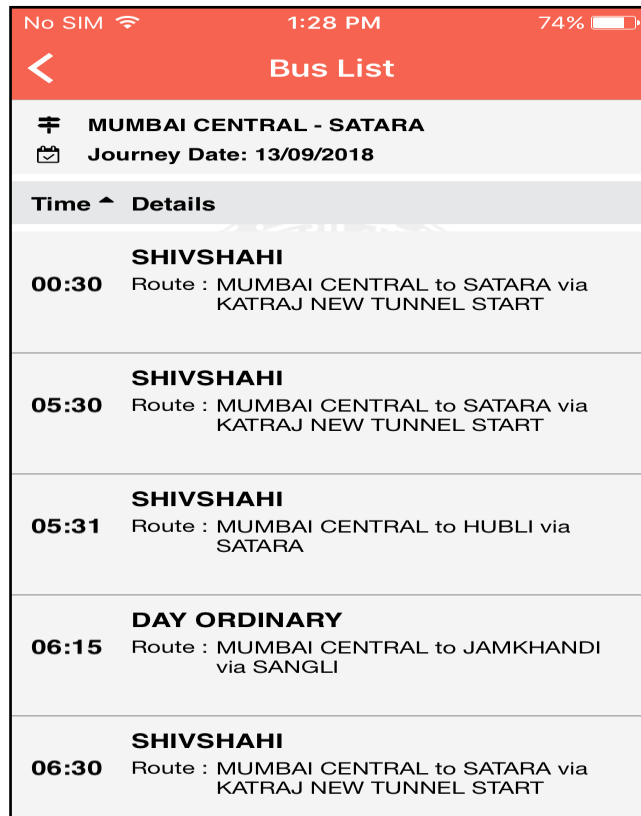 No SIM 1:28 PM 74%
Bus List
MUMBAI CENTRAL - SATARA
Journey Date: 13/09/2018
Time Details
SHIVSHAHI
00:30 Route : MUMBAI CENTRAL to SATARA via
KATRAJ NEW TUNNEL START
SHIVSHAHI
05:30 Route : MUMBAI CENTRAL to SATARA via
KATRAJ NEW TUNNEL START
SHIVSHAHI
05:31 Route : MUMBAI CENTRAL to HUBLI via
SATARA
DAY ORDINARY
06:15 Route : MUMBAI CENTRAL to JAMKHANDI
via SANGLI
SHIVSHAHI
06:30 Route : MUMBAI CENTRAL to SATARA via
KATRAJ NEW TUNNEL START